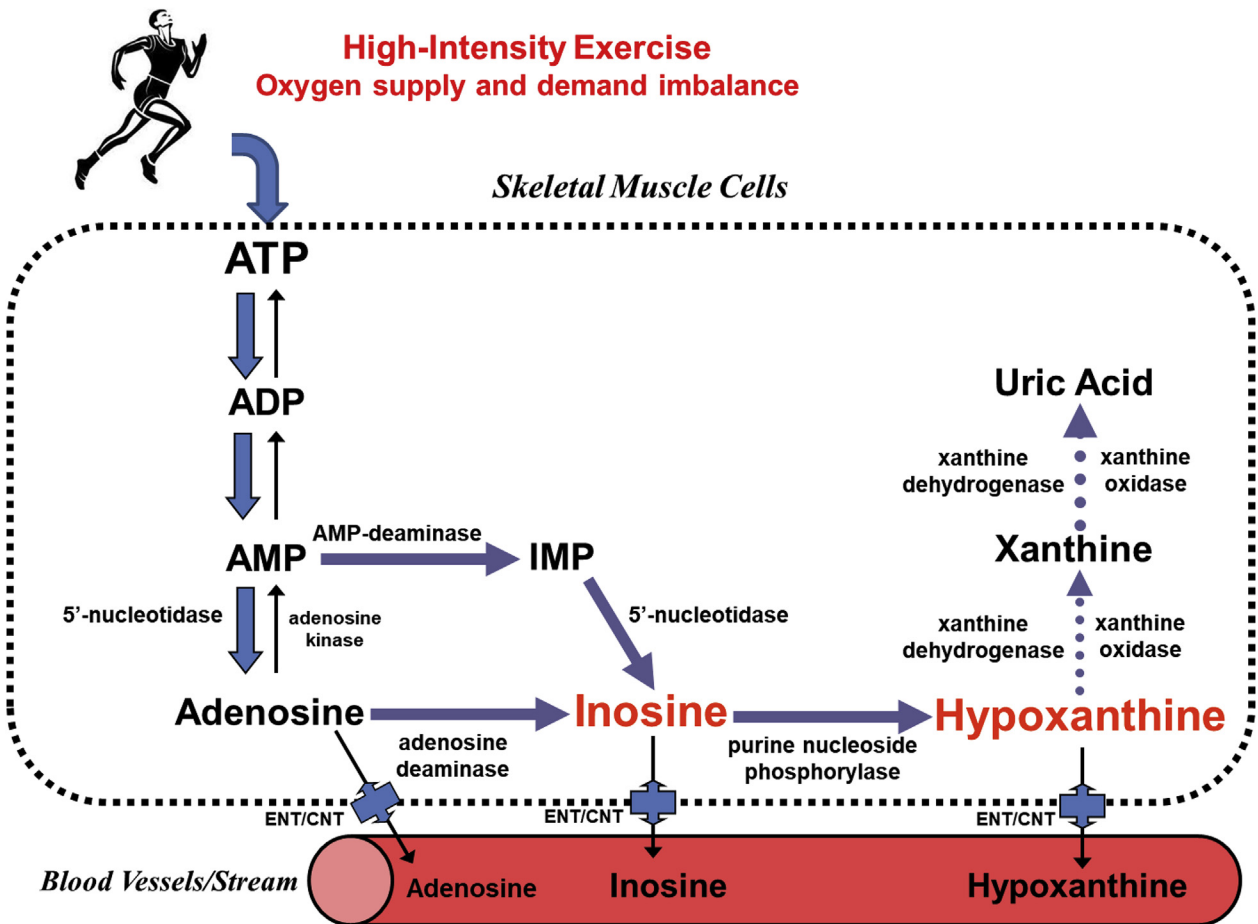 High-Intensity Exercise
Oxygen supply and demand imbalance
Skeletal Muscle Cells
ATP
ADP
Uric Acid
xanthine
dehydrogenase
xanthine
oxidase
AMP
AMP-deaminase
IMP
Xanthine
5’-nucleotidase
adenosine
kinase
5’-nucleotidase
xanthine
dehydrogenase
xanthine
oxidase
Adenosine
Inosine
Hypoxanthine
adenosine
deaminase
purine nucleoside
phosphorylase
ENT/CNT
ENT/CNT
ENT/CNT
Blood Vessels/Stream
Adenosine
Inosine
Hypoxanthine